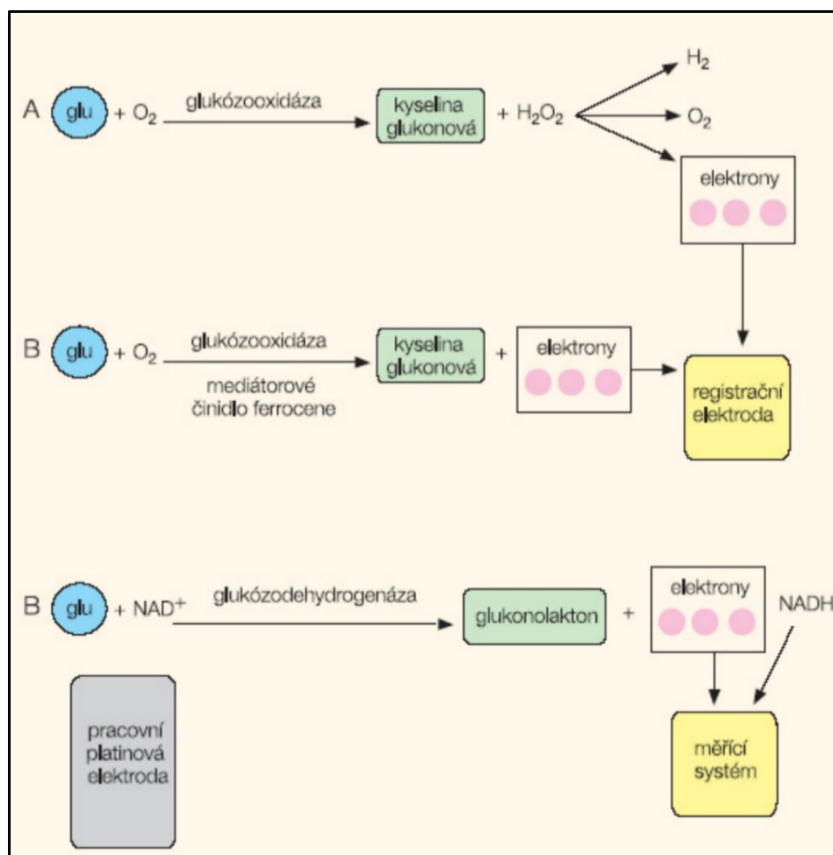 H₂
A glu + O₂ glukózooxidáza kyselina glukonová + H₂O₂ O₂
elektrony
B glu + O₂ glukózooxidáza kyselina glukonová + elektrony
mediátorové
činidlo ferrocene
registrační
elektroda
B glu + NAD⁺ glukózodehydrogenáza glukonolakton + elektrony NADH
pracovní
platinová
elektroda
měřící
systém